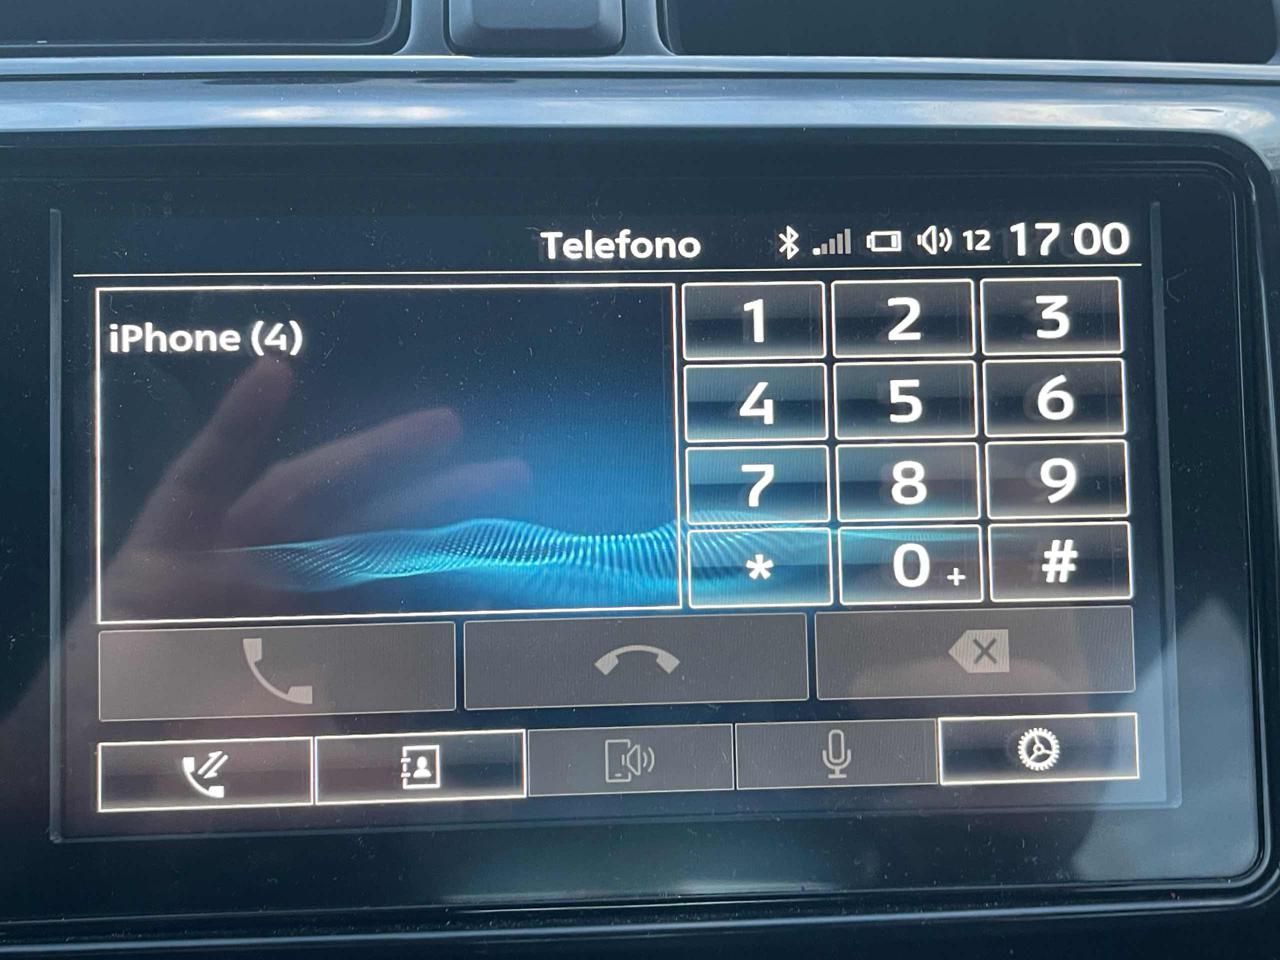 Telefono 12 17 00
iPhone (4)
1 2 3
4 5 6
7 8 9
* 0 + #